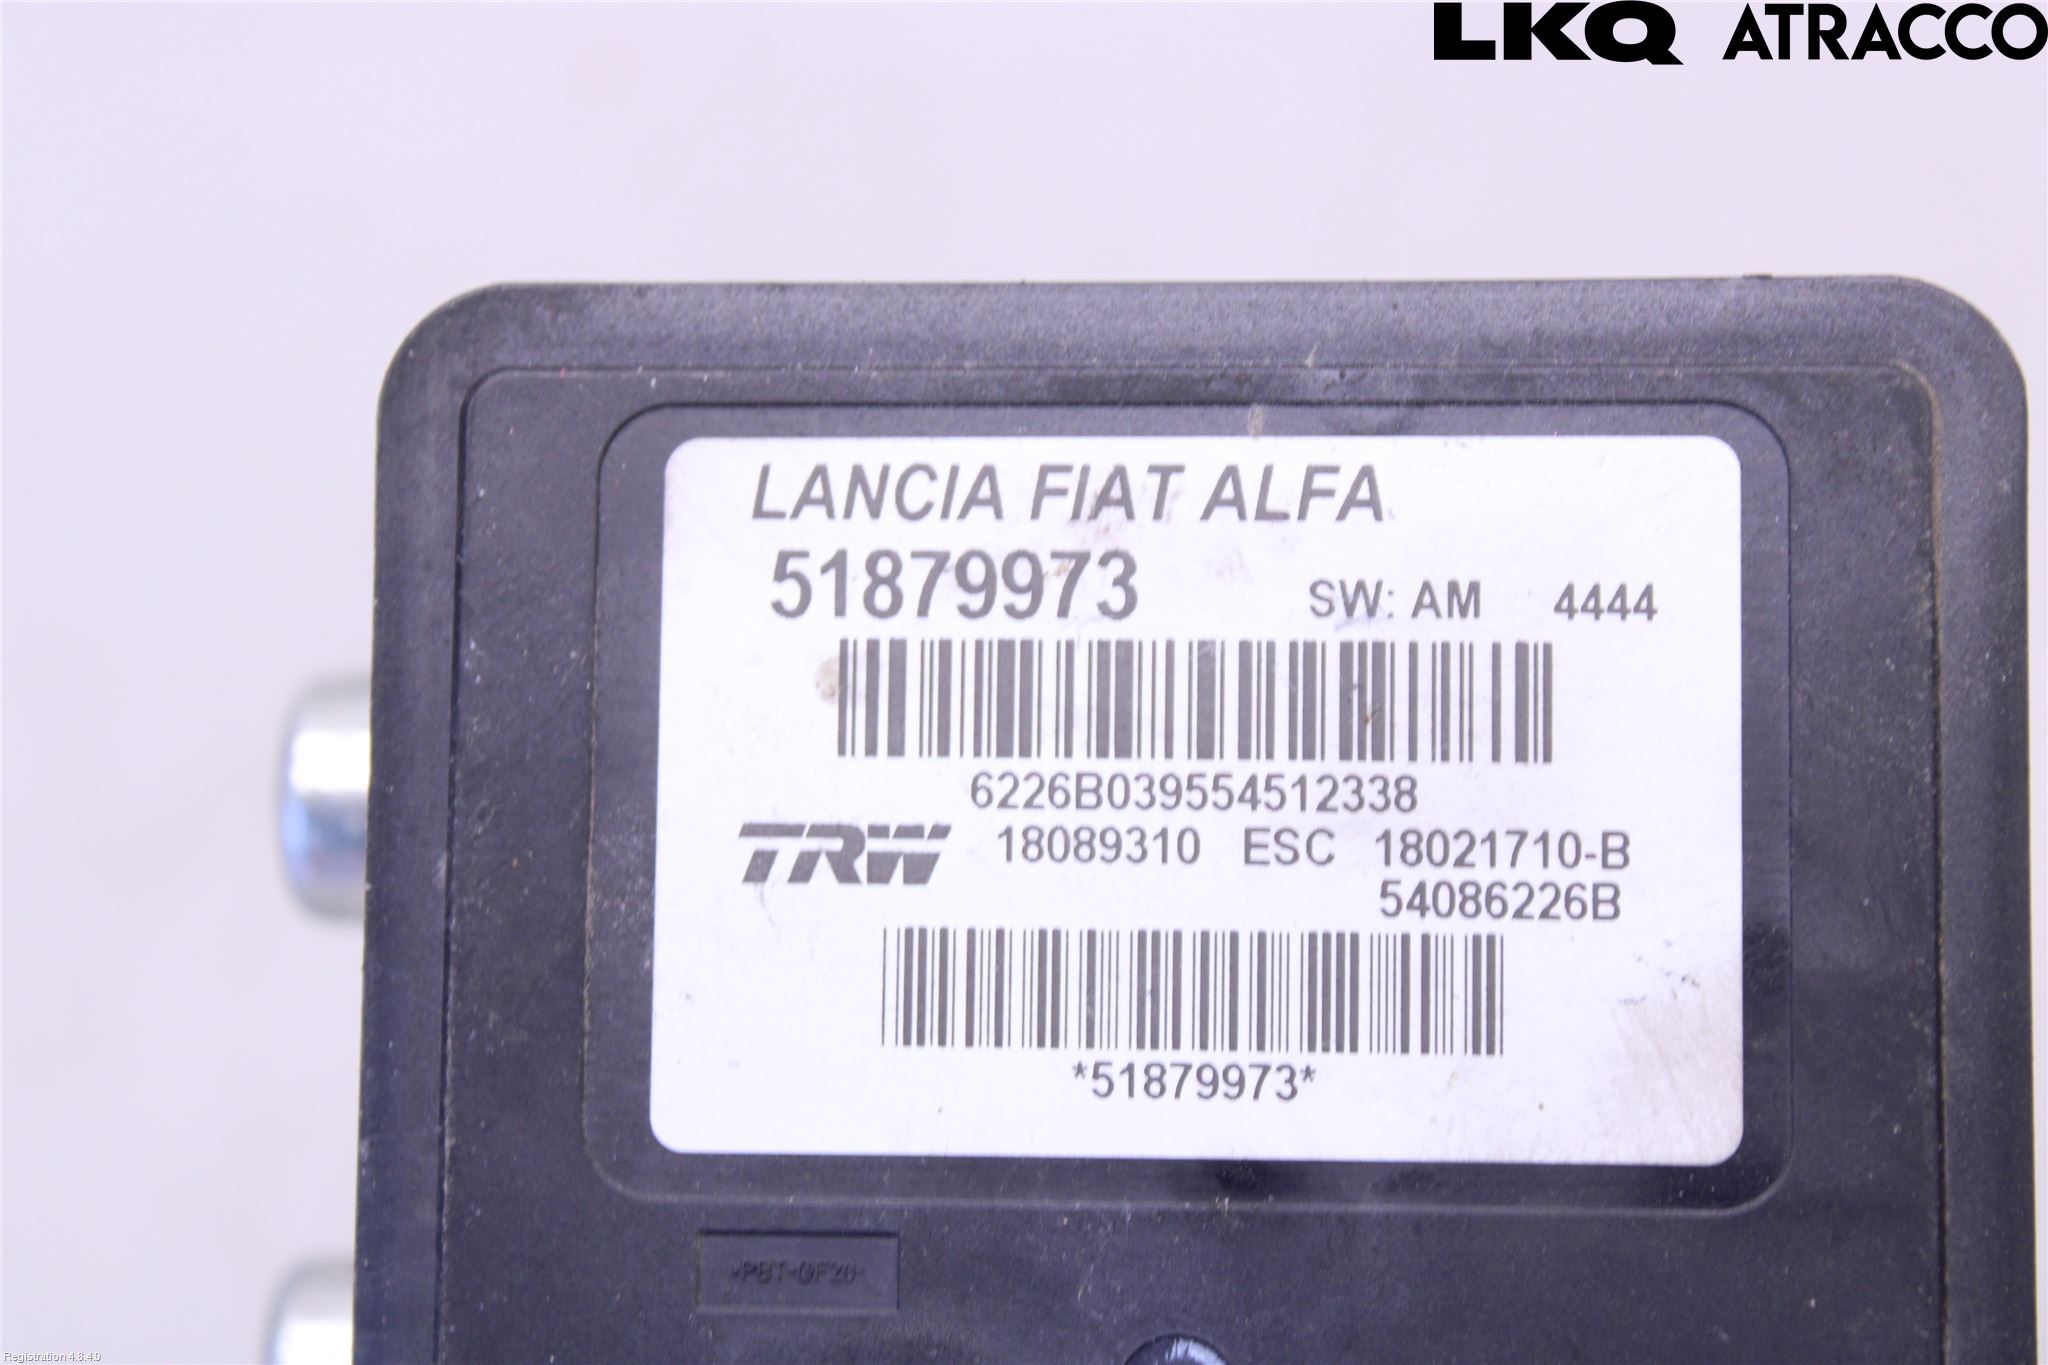 LKQ ATRACCO
LANCIA FIAT ALFA
51879973 SW: AM 4444
6226B039554512338
TRW 18089310 ESC 18021710-B
54086226B
*51879973*
Registration 4.8.4.0